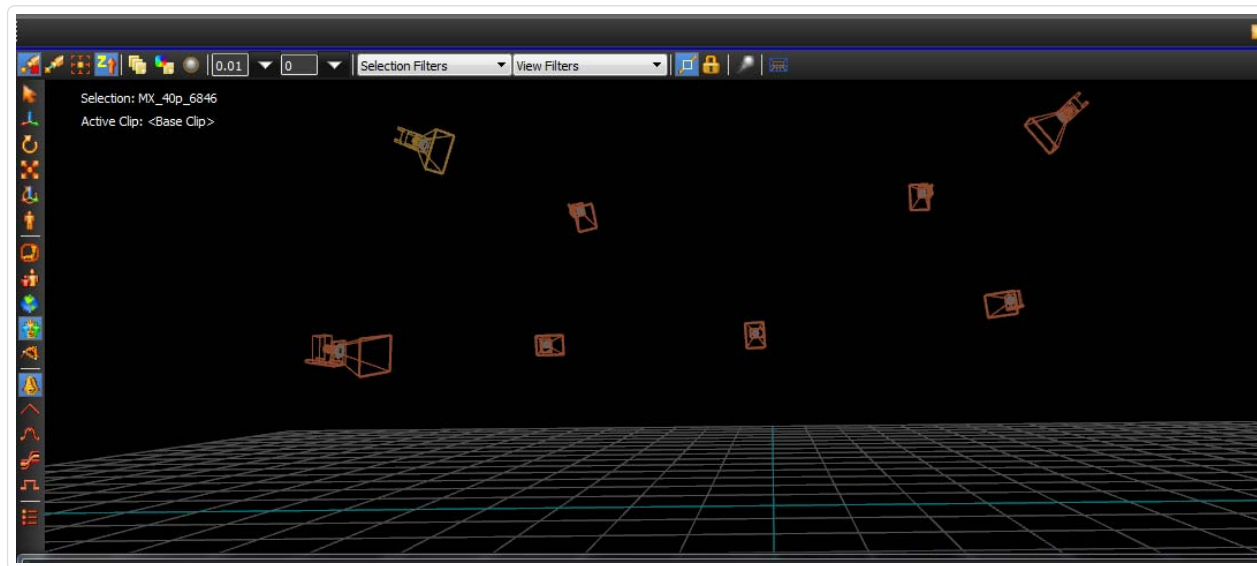 0.01 0 Selection Filters View Filters
Selection: MX_40p_6846
Active Clip: <Base Clip>